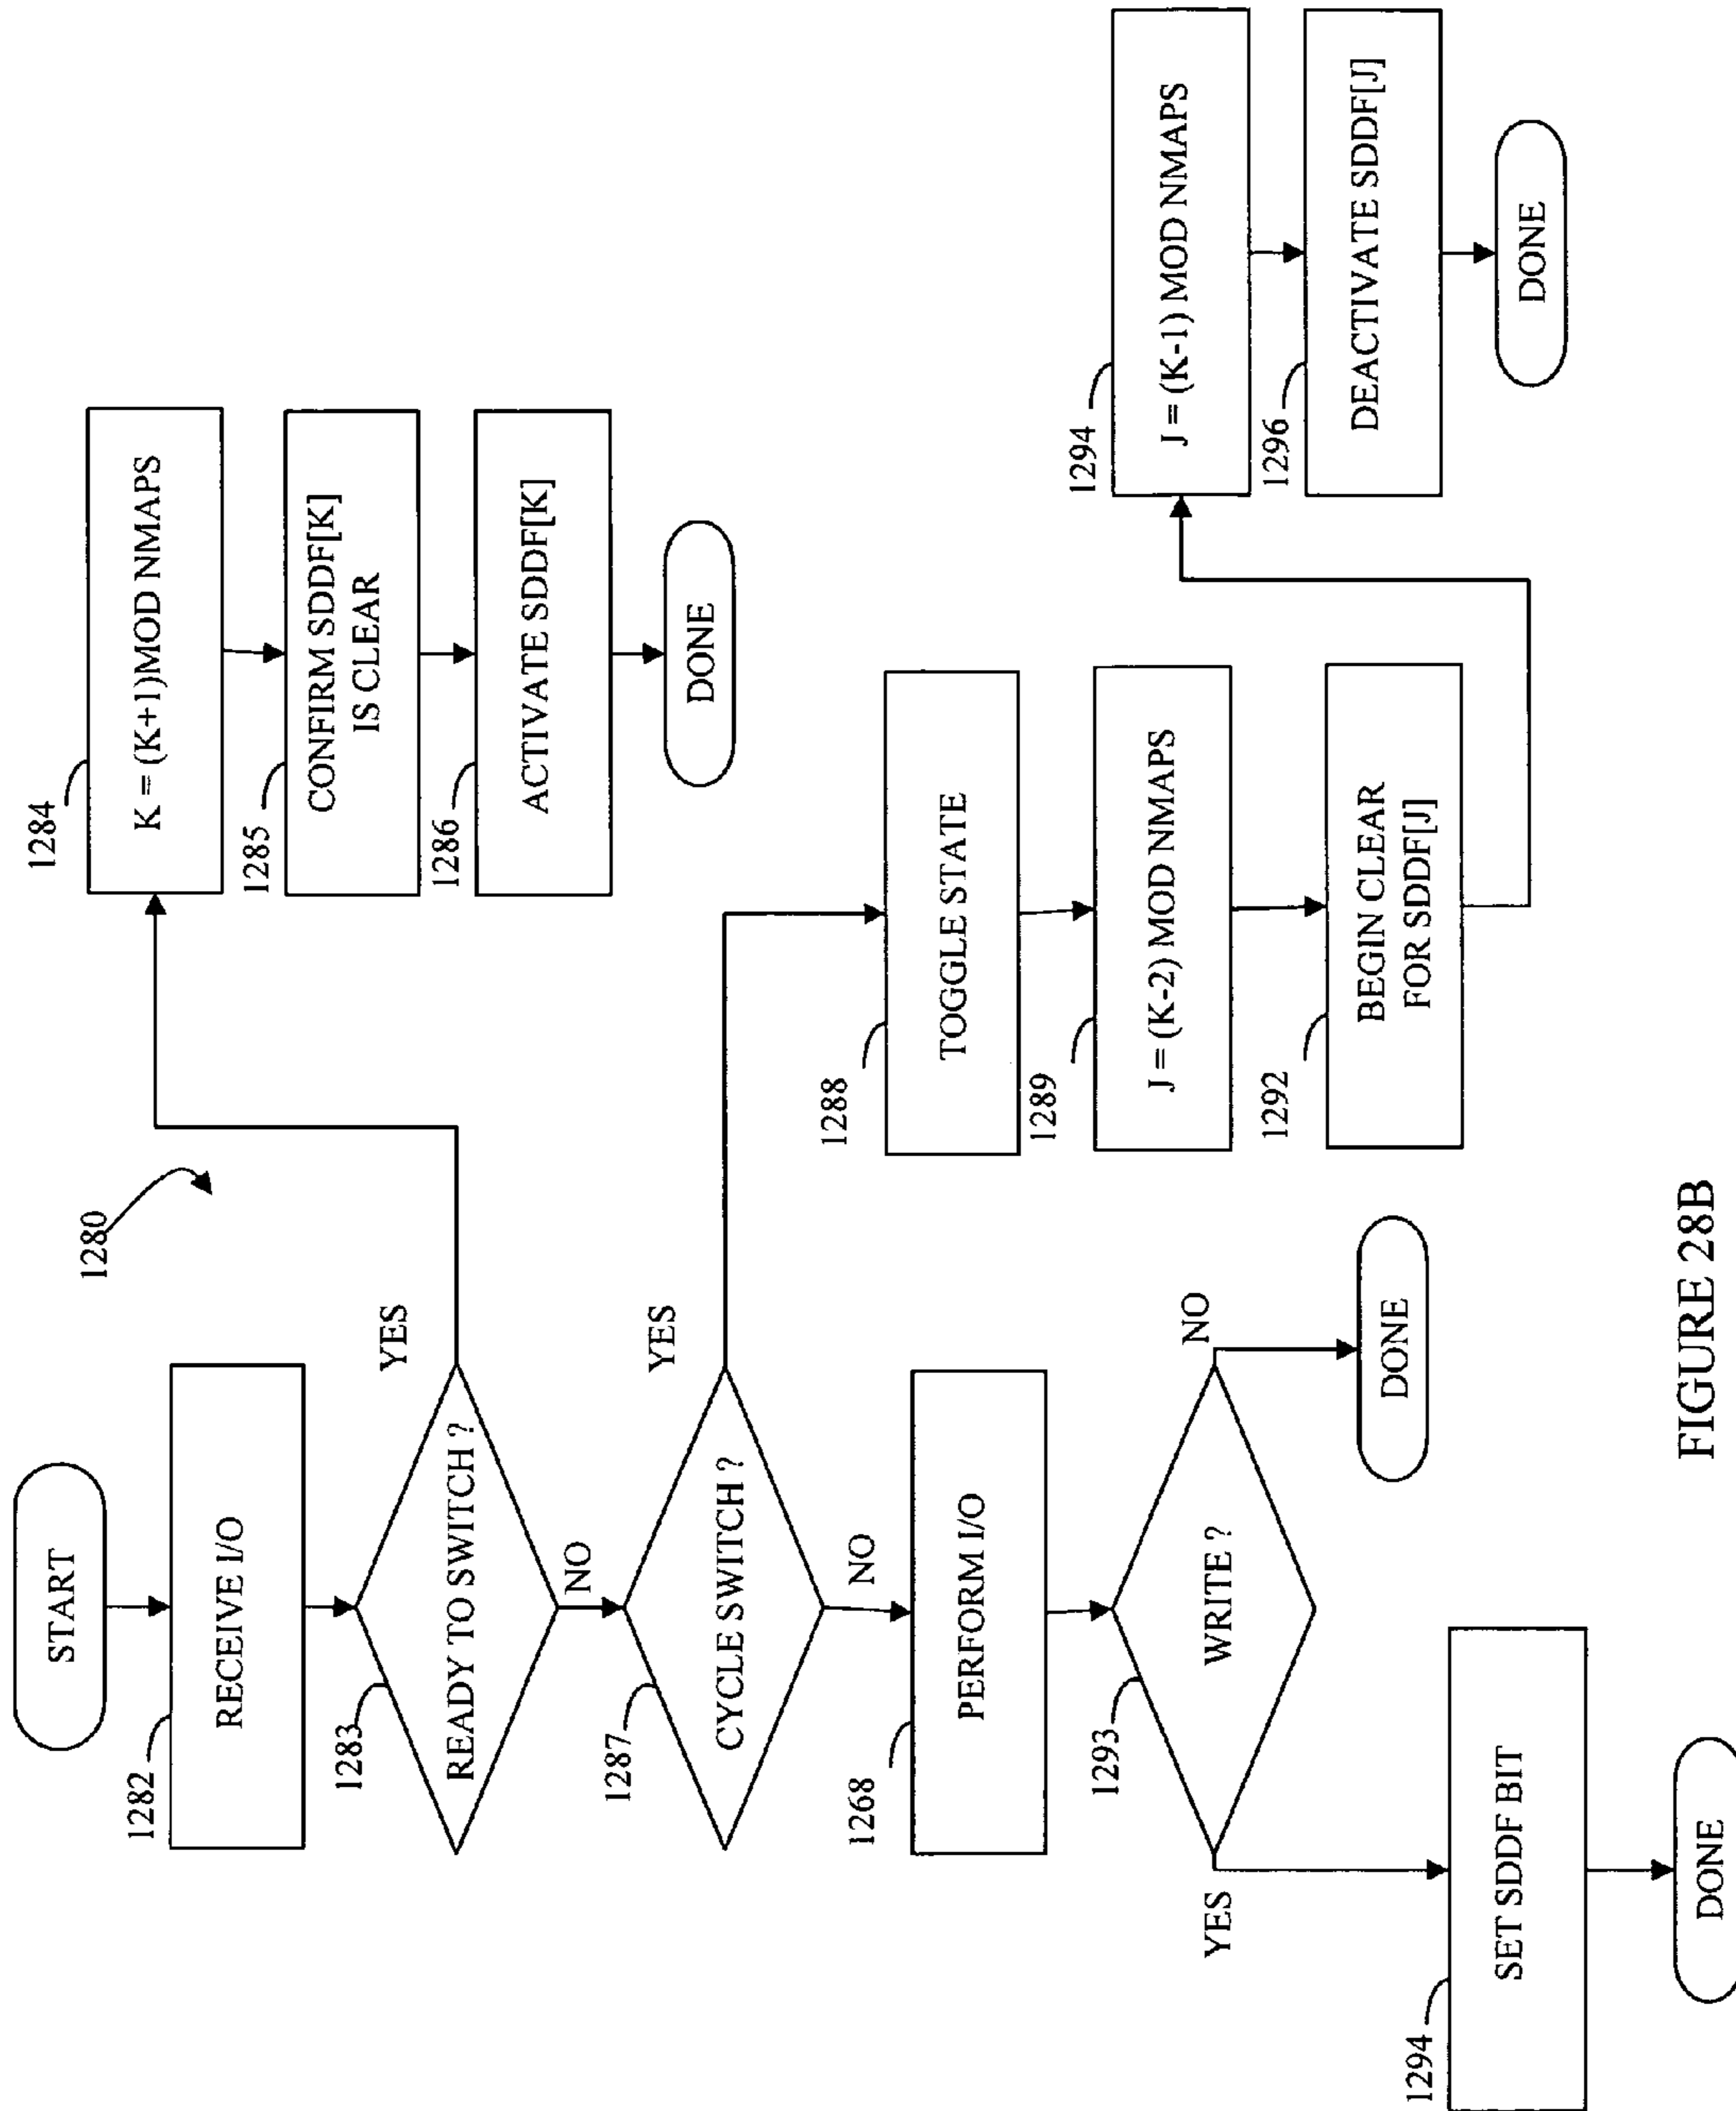 START
1280
1282
RECEIVE I/O
1283
READY TO SWITCH ?
YES
NO
1284
K = (K+1)MOD NMAPS
1285
CONFIRM SDDF[K]
IS CLEAR
1286
ACTIVATE SDDF[K]
DONE
1287
CYCLE SWITCH ?
YES
NO
1288
TOGGLE STATE
1289
J = (K-2) MOD NMAPS
1292
BEGIN CLEAR
FOR SDDF[J]
1294
J = (K-1) MOD NMAPS
1296
DEACTIVATE SDDF[J]
DONE
1268
PERFORM I/O
1293
WRITE ?
NO
DONE
YES
1294
SET SDDF BIT
DONE
FIGURE 28B